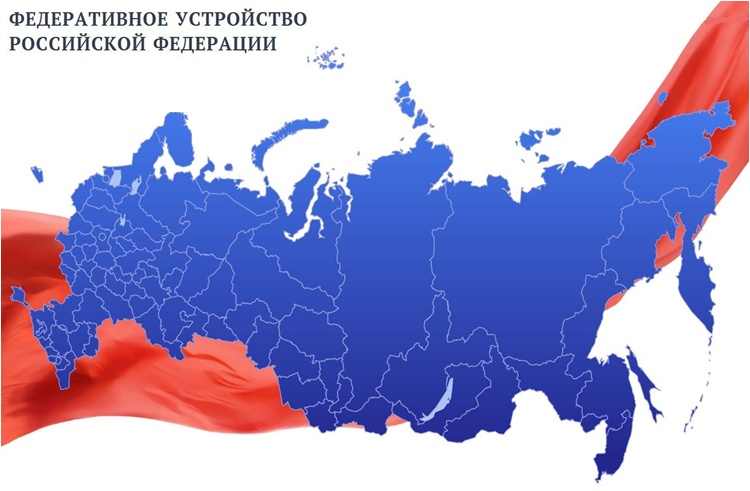 ФЕДЕРАТИВНОЕ УСТРОЙСТВО
РОССИЙСКОЙ ФЕДЕРАЦИИ